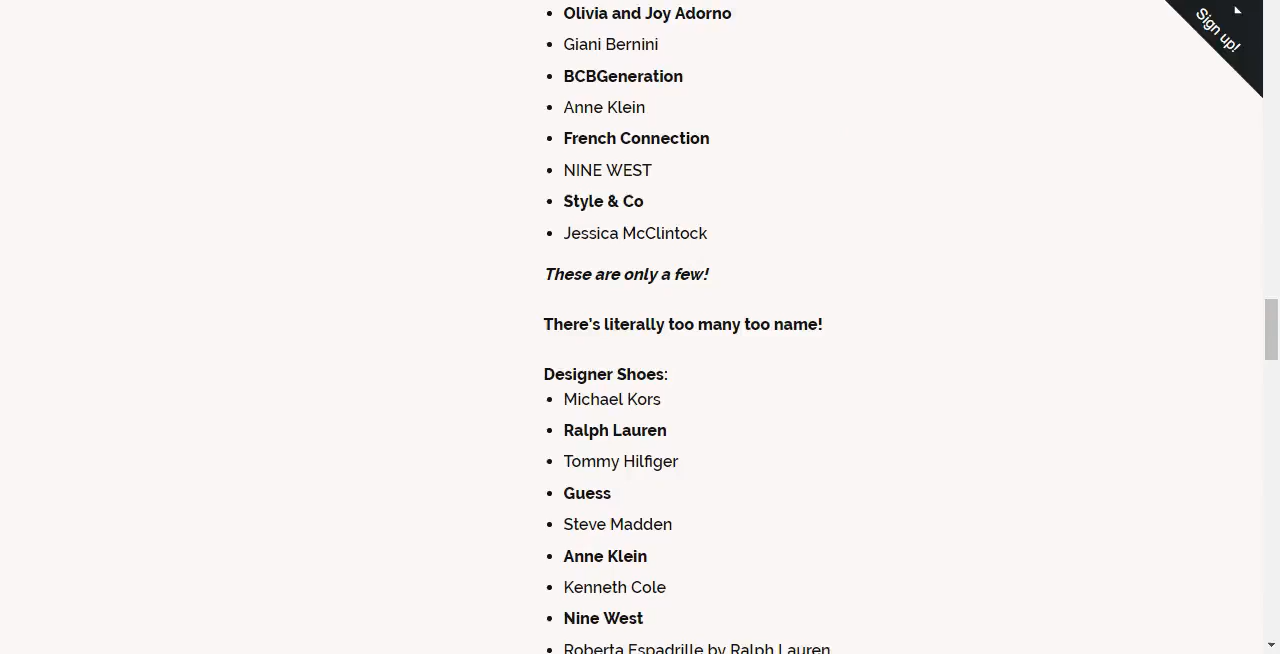 Sign up!
Olivia and Joy Adorno
Giani Bernini
BCBGeneration
Anne Klein
French Connection
NINE WEST
Style & Co
Jessica McClintock
These are only a few!
There’s literally too many too name!
Designer Shoes:
Michael Kors
Ralph Lauren
Tommy Hilfiger
Guess
Steve Madden
Anne Klein
Kenneth Cole
Nine West
Roberta Espadrille by Ralph Lauren